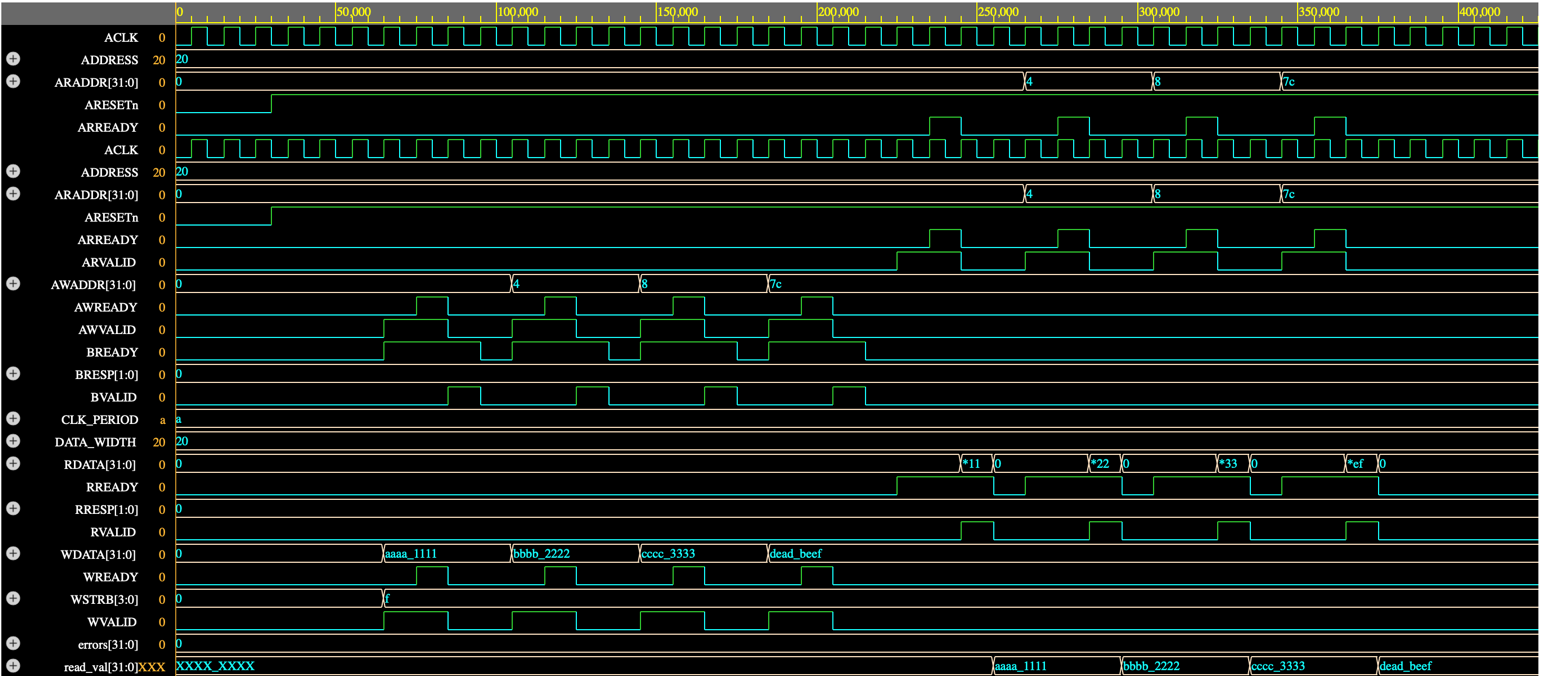 0 50,000 100,000 150,000 200,000 250,000 300,000 350,000 400,000
ACLK 0
ADDRESS 20 20
ARADDR[31:0] 0 0 4 8 7c
ARESETn 0
ARREADY 0
ACLK 0
ADDRESS 20 20
ARADDR[31:0] 0 0 4 8 7c
ARESETn 0
ARREADY 0
ARVALID 0
AWADDR[31:0] 0 0 4 8 7c
AWREADY 0
AWVALID 0
BREADY 0
BRESP[1:0] 0 0
BVALID 0
CLK_PERIOD a a
DATA_WIDTH 20 20
RDATA[31:0] 0 0 *11 0 *22 0 *33 0 *ef 0
RREADY 0
RRESP[1:0] 0 0
RVALID 0
WDATA[31:0] 0 0 aaaa_1111 bbbb_2222 cccc_3333 dead_beef
WREADY 0
WSTRB[3:0] 0 0 f
WVALID 0
errors[31:0] 0 0
read_val[31:0] XXX XXXX_XXXX aaaa_1111 bbbb_2222 cccc_3333 dead_beef